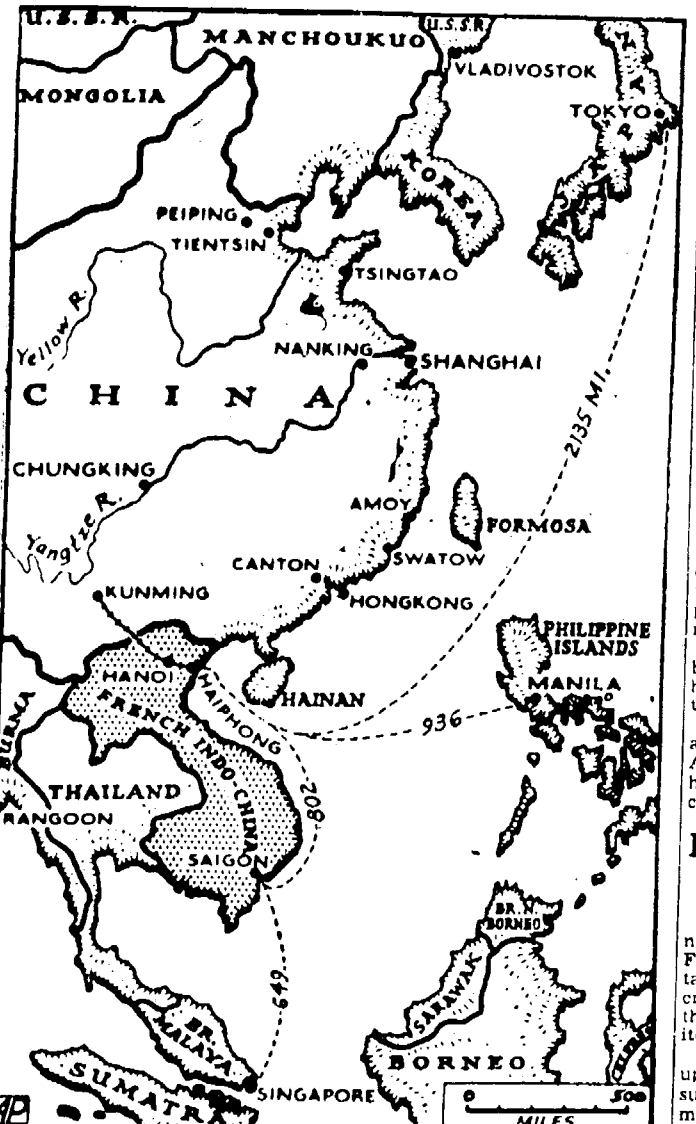 U.S.S.R.
MANCHOUKUO
U.S.S.R.
VLADIVOSTOK
MONGOLIA
TOKYO
JAPAN
KOREA
PEIPING
TIENTSIN
TSINGTAO
Yellow R.
NANKING
SHANGHAI
CHINA
2135 MI.
CHUNGKING
Yangtze R.
AMOY
FORMOSA
SWATOW
CANTON
KUNMING
HONGKONG
PHILIPPINE
ISLANDS
HANOI
HAIPHONG
HAINAN
MANILA
936
BURMA
FRENCH INDO-CHINA
THAILAND
802
RANGOON
SAIGON
BR. N.
BORNEO
649
SARAWAK
BR.
MALAYA
BORNEO
SUMATRA
SINGAPORE
AP
0 500
MILES